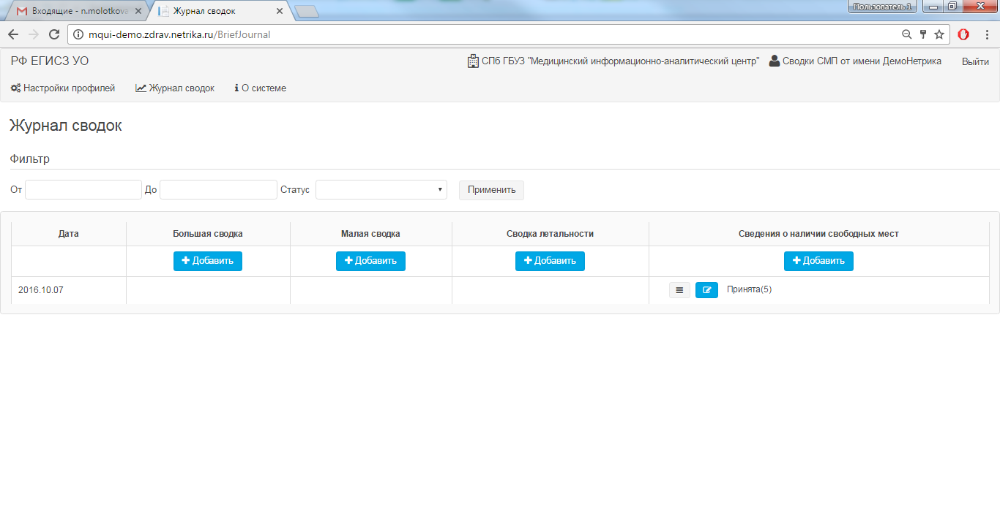 Входящие - n.molotkova
Журнал сводок
Пользователь 1
mqui-demo.zdrav.netrika.ru/BriefJournal
РФ ЕГИСЗ УО
СПб ГБУЗ "Медицинский информационно-аналитический центр"
Сводки СМП от имени ДемоНетрика
Выйти
Настройки профилей
Журнал сводок
О системе
Журнал сводок
Фильтр
От
До
Статус
Применить
Дата
Большая сводка
Малая сводка
Сводка летальности
Сведения о наличии свободных мест
Добавить
Добавить
Добавить
Добавить
2016.10.07
Принята(5)